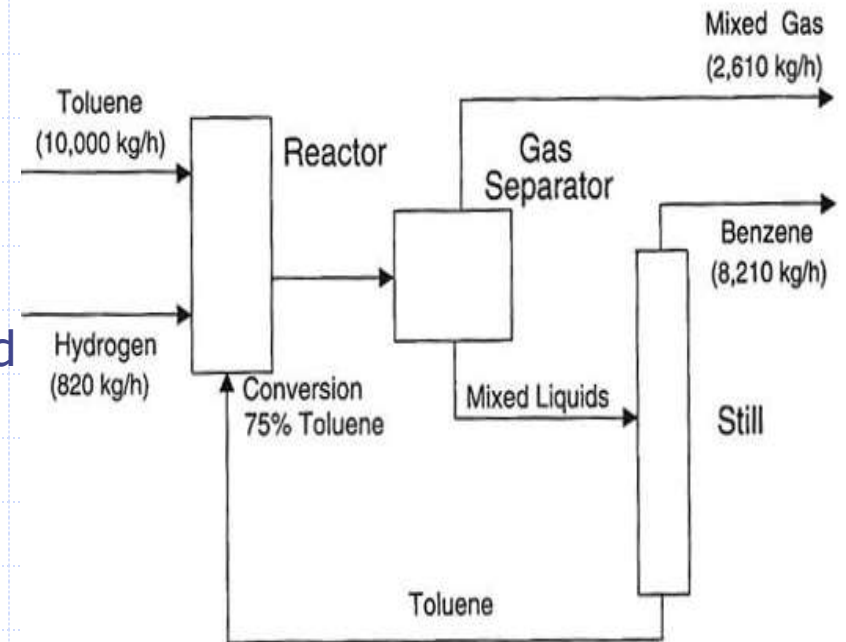 Mixed Gas
(2,610 kg/h)
Toluene
(10,000 kg/h)
Reactor
Gas
Separator
Benzene
(8,210 kg/h)
d
Hydrogen
(820 kg/h)
Conversion
75% Toluene
Mixed Liquids
Still
Toluene